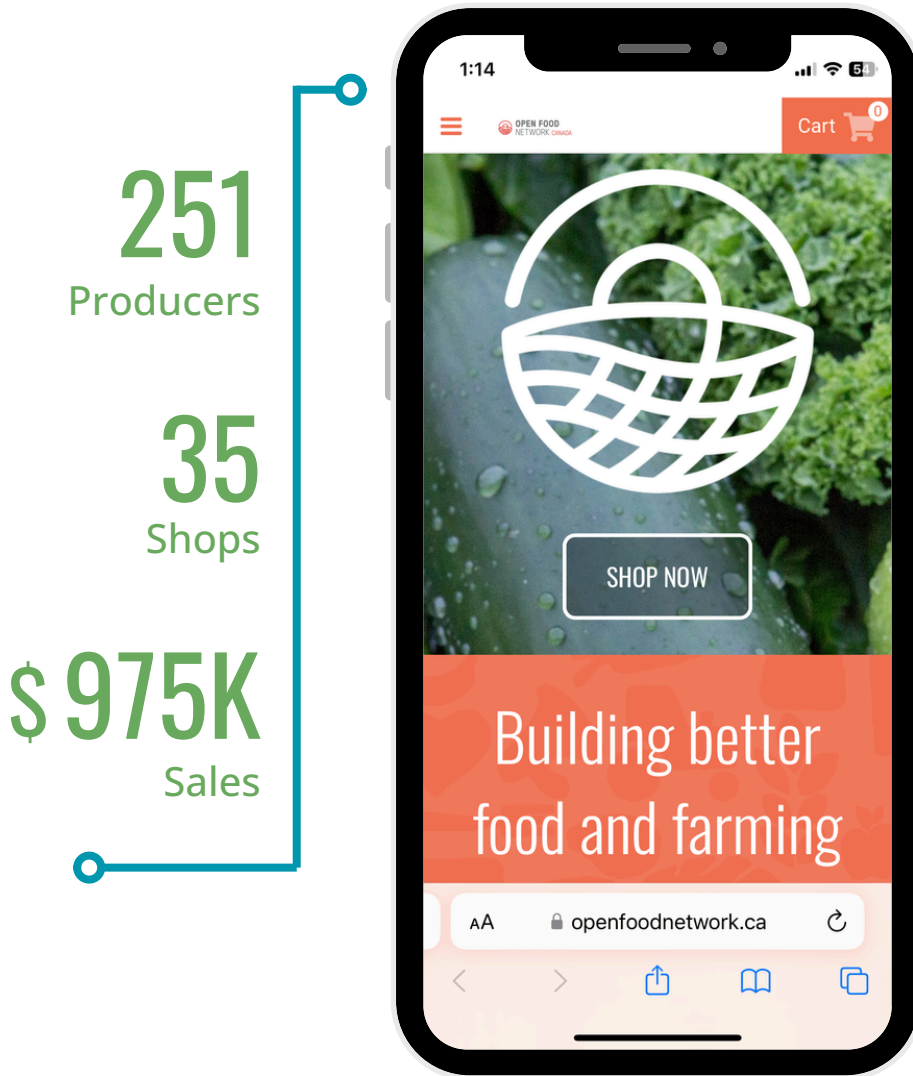 251
Producers
35
Shops
$ 975K
Sales
1:14
54
OPEN FOOD
NETWORK CANADA
Cart
0
SHOP NOW
Building better
food and farming
AA
openfoodnetwork.ca